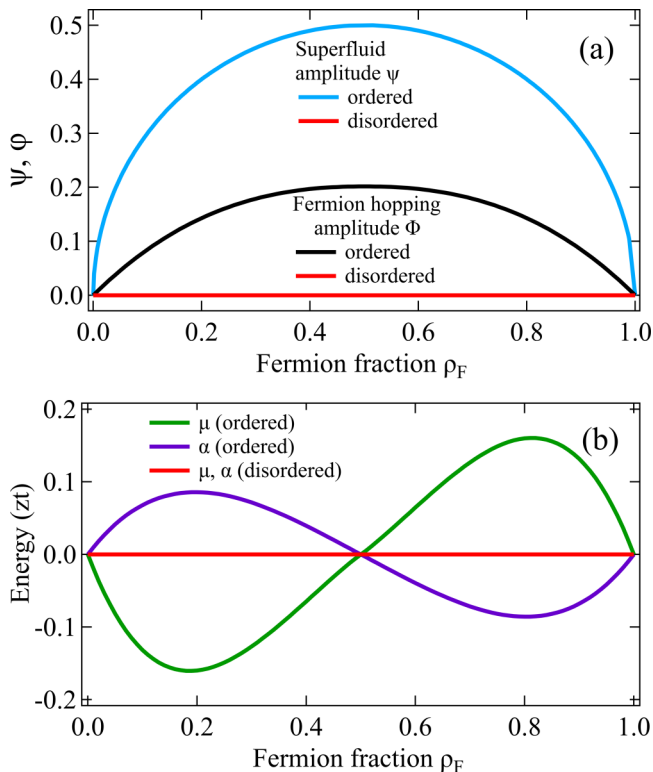 (a)
Superfluid
amplitude ψ
ordered
disordered
Fermion hopping
amplitude Φ
ordered
disordered
ψ, φ
0.5
0.4
0.3
0.2
0.1
0.0
0.0 0.2 0.4 0.6 0.8 1.0
Fermion fraction ρF
(b)
μ (ordered)
α (ordered)
μ, α (disordered)
Energy (zt)
0.2
0.1
0.0
-0.1
-0.2
0.0 0.2 0.4 0.6 0.8 1.0
Fermion fraction ρF